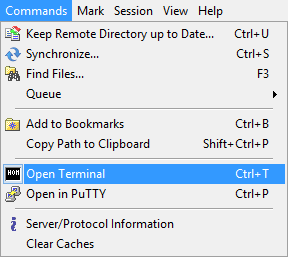 Commands Mark Session View Help
Keep Remote Directory up to Date... Ctrl+U
Synchronize... Ctrl+S
Find Files... F3
Queue
Add to Bookmarks Ctrl+B
Copy Path to Clipboard Shift+Ctrl+P
Open Terminal Ctrl+T
Open in PuTTY Ctrl+P
Server/Protocol Information
Clear Caches